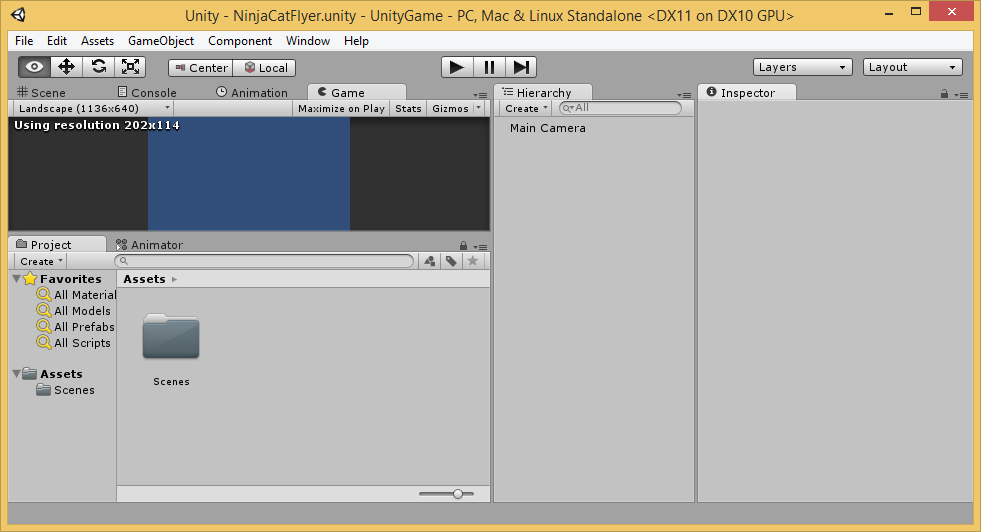 Unity - NinjaCatFlyer.unity - UnityGame - PC, Mac & Linux Standalone <DX11 on DX10 GPU>
File Edit Assets GameObject Component Window Help
Center Local Layers Layout
Scene Console Animation Game
Landscape (1136x640) Maximize on Play Stats Gizmos
Using resolution 202x114
Hierarchy
Create All
Main Camera
Inspector
Project Animator
Create
Favorites
All Material
All Models
All Prefabs
All Scripts
Assets
Scenes
Assets
Scenes